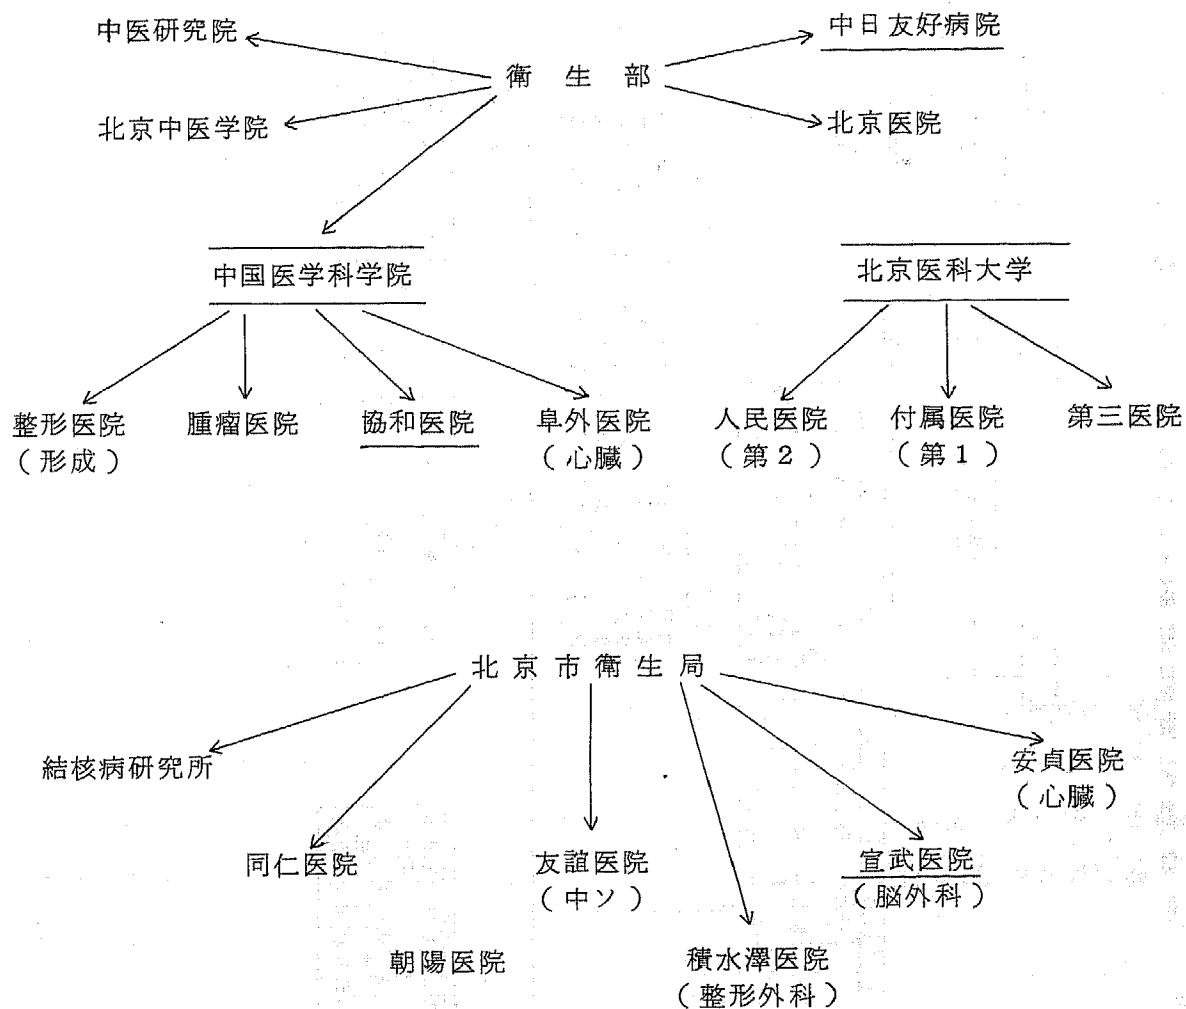 中医研究院
中日友好病院
衛生部
北京中医学院
北京医院
中国医学科学院
北京医科大学
整形医院
(形成)
腫瘤医院
協和医院
阜外医院
(心臓)
人民医院
(第2)
付属医院
(第1)
第三医院
北京市衛生局
結核病研究所
安貞医院
(心臓)
同仁医院
友誼医院
(中ソ)
宣武医院
(脳外科)
朝陽医院
積水澤医院
(整形外科)